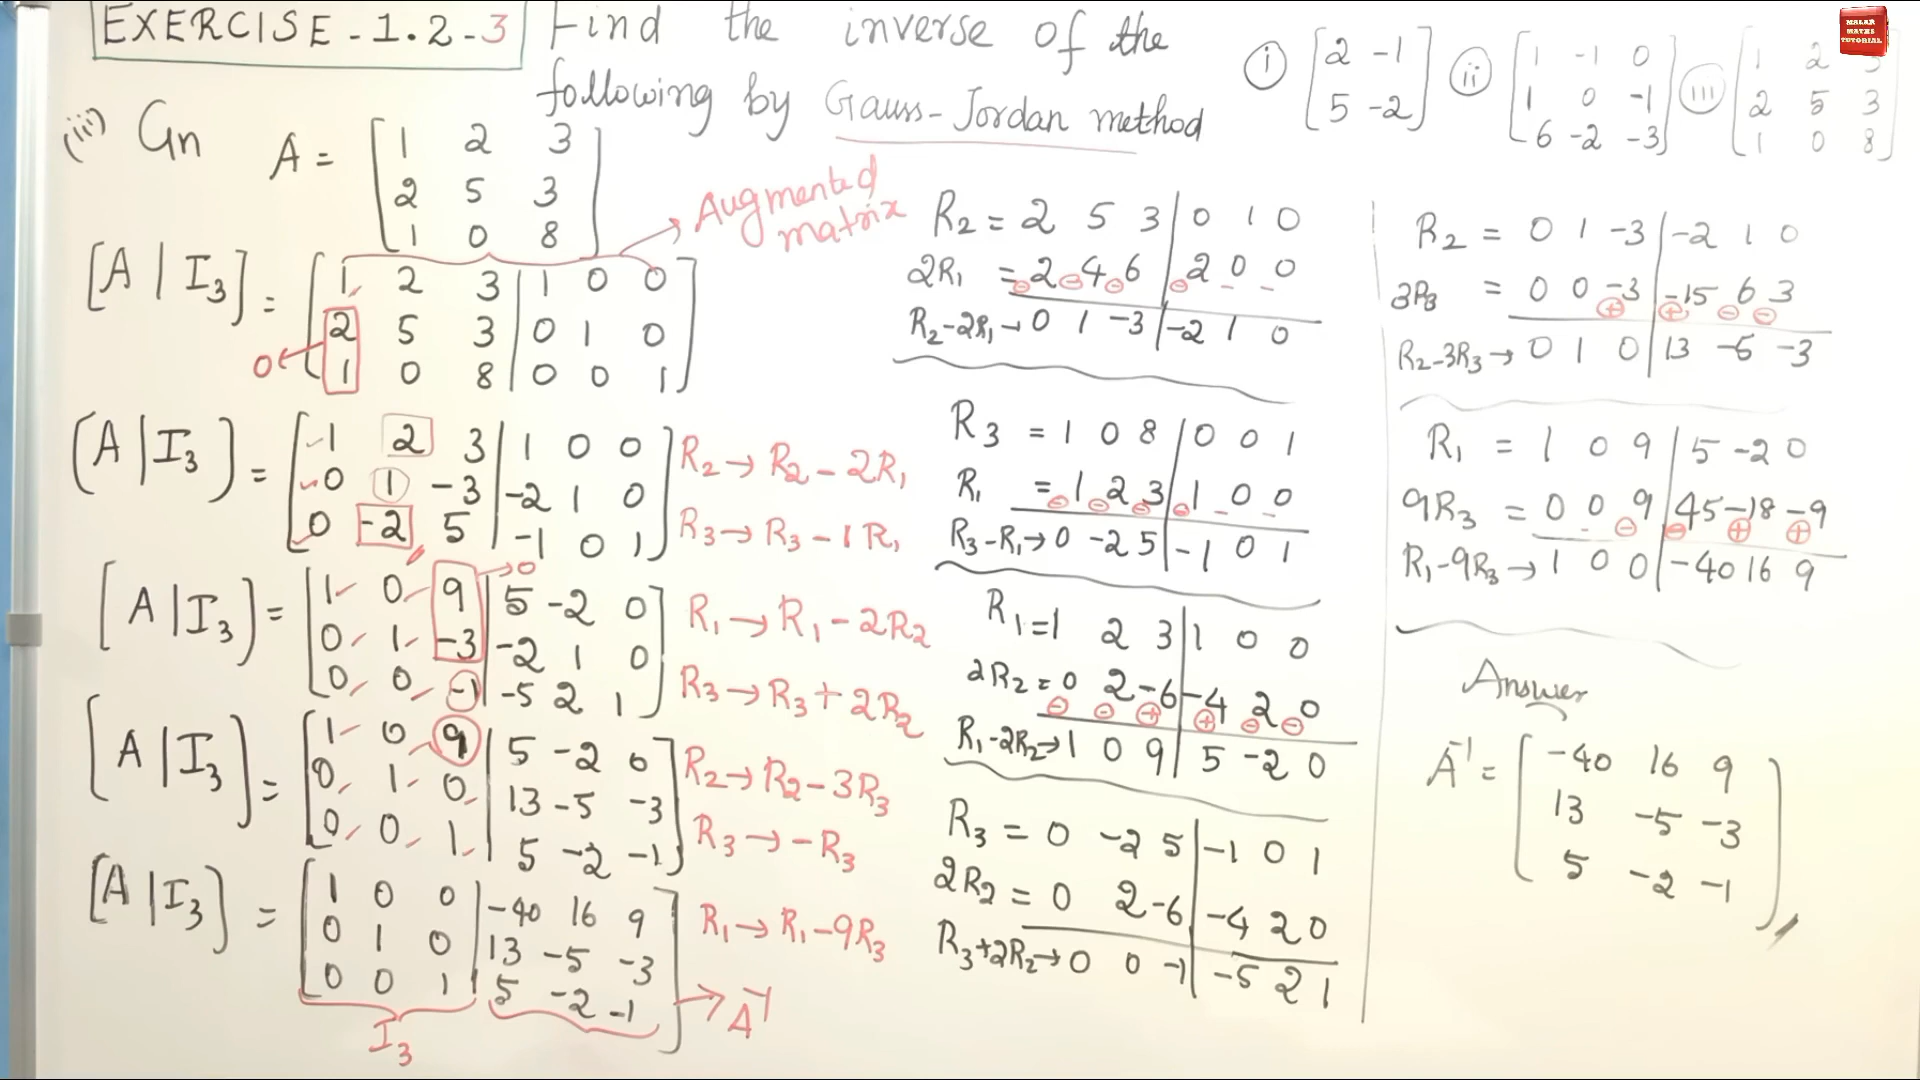 EXERCISE-1.2-3 Find the inverse of the
following by Gauss-Jordan method
(i) [2 -1
5 -2]
(ii) [1 -1 0
1 0 -1
6 -2 -3]
(iii) [1 2 3
2 5 3
1 0 8]
MALAR
MATHS
TUTORIAL
(iii) Gn A = [1 2 3
2 5 3
1 0 8]
Augmented
matrix
[A | I3] = [1 2 3 | 1 0 0
2 5 3 | 0 1 0
0 ← 1 0 8 | 0 0 1]
[A | I3] = [1 2 3 | 1 0 0
0 1 -3 | -2 1 0
0 -2 5 | -1 0 1]
R2 → R2 - 2R1
R3 → R3 - 1R1
→ 0
[A | I3] = [1 0 9 | 5 -2 0
0 1 -3 | -2 1 0
0 0 -1 | -5 2 1]
R1 → R1 - 2R2
R3 → R3 + 2R2
[A | I3] = [1 0 9 | 5 -2 0
0 1 0 | 13 -5 -3
0 0 1 | 5 -2 -1]
R2 → R2 - 3R3
R3 → -R3
[A | I3] = [1 0 0 | -40 16 9
0 1 0 | 13 -5 -3
0 0 1 | 5 -2 -1]
R1 → R1 - 9R3
I3
→ A^-1
R2 = 2 5 3 | 0 1 0
2R1 = 2 4 6 | 2 0 0
R2-2R1 → 0 1 -3 | -2 1 0
R3 = 1 0 8 | 0 0 1
R1 = 1 2 3 | 1 0 0
R3-R1 → 0 -2 5 | -1 0 1
R1 = 1 2 3 | 1 0 0
2R2 = 0 2 -6 | -4 2 0
R1-2R2 → 1 0 9 | 5 -2 0
R3 = 0 -2 5 | -1 0 1
2R2 = 0 2 -6 | -4 2 0
R3+2R2 → 0 0 -1 | -5 2 1
R2 = 0 1 -3 | -2 1 0
3R3 = 0 0 -3 | -15 6 3
R2-3R3 → 0 1 0 | 13 -5 -3
R1 = 1 0 9 | 5 -2 0
9R3 = 0 0 9 | 45 -18 -9
R1-9R3 → 1 0 0 | -40 16 9
Answer
A^-1 = [-40 16 9
13 -5 -3
5 -2 -1]